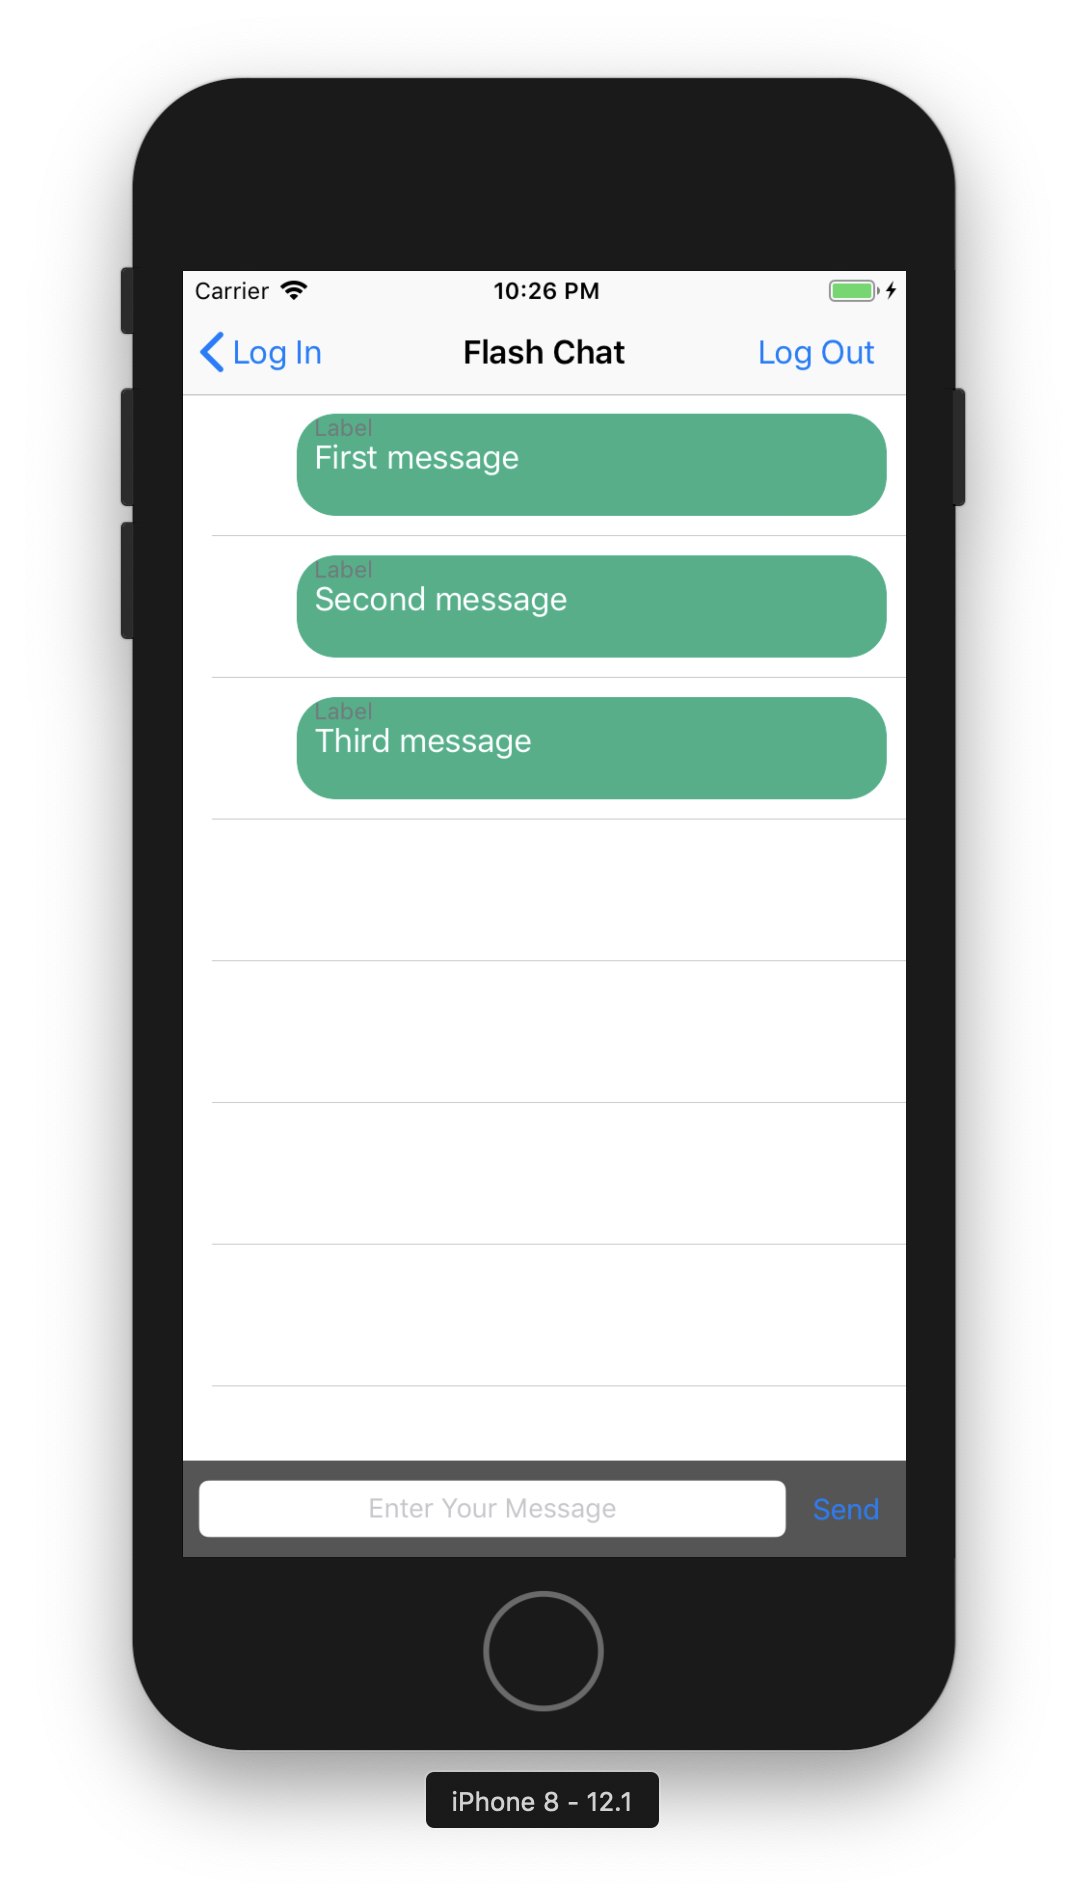 Carrier 10:26 PM
Log In Flash Chat Log Out
Label
First message
Label
Second message
Label
Third message
Enter Your Message Send
iPhone 8 - 12.1